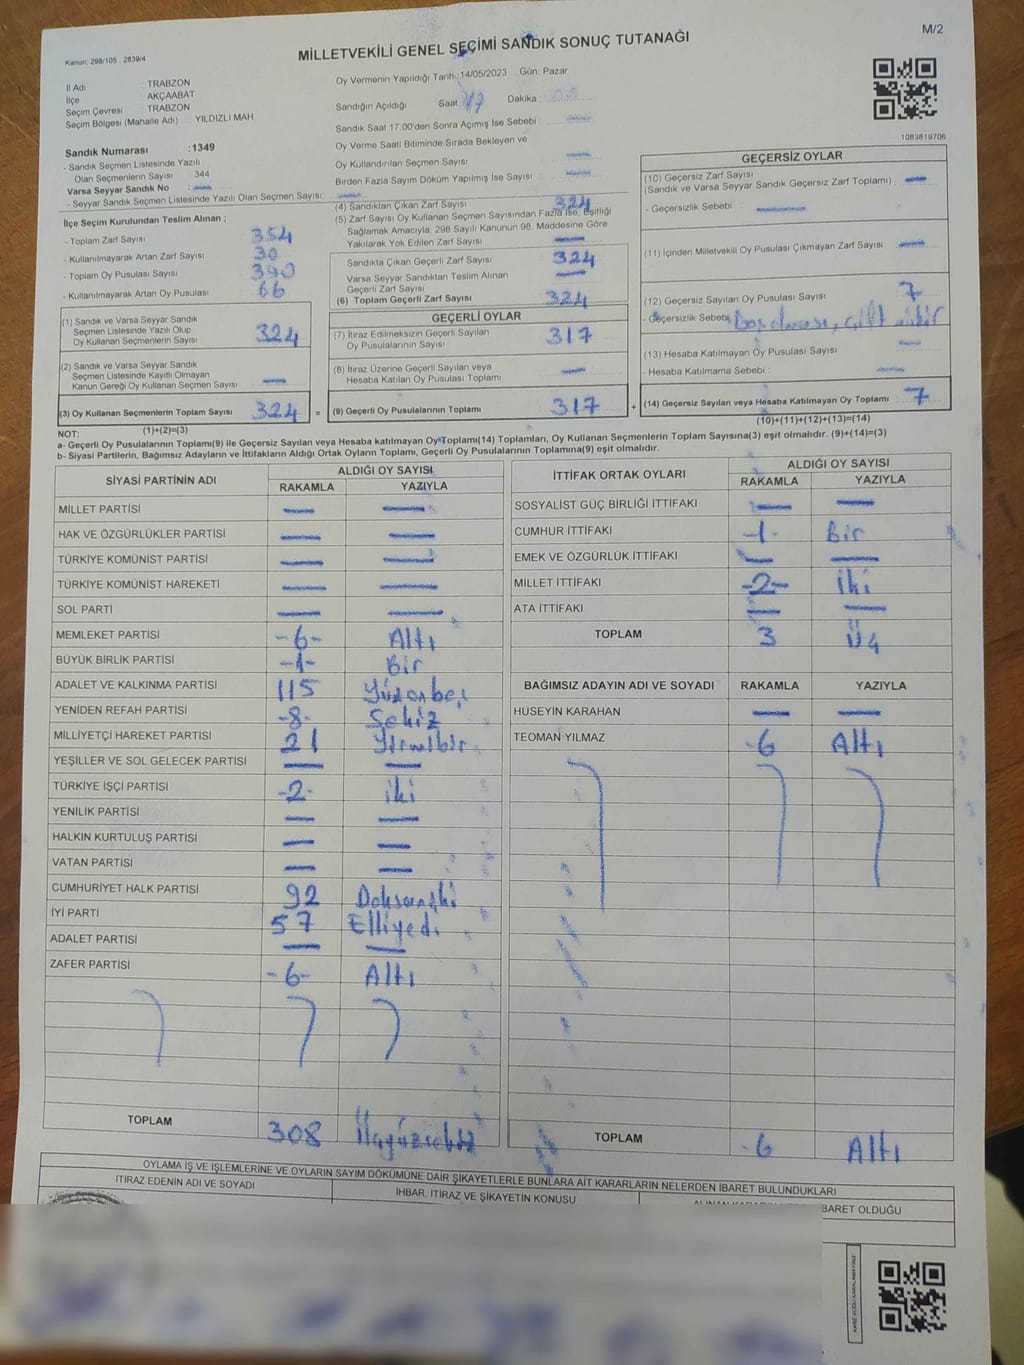 M/2
MİLLETVEKİLİ GENEL SEÇİMİ SANDIK SONUÇ TUTANAĞI
Kanun; 298/105 , 2839/4
İl Adı TRABZON
İlçe AKÇAABAT
Seçim Çevresi TRABZON
Seçim Bölgesi (Mahalle Adı) YILDIZLI MAH
Oy Vermenin Yapıldığı Tarih: 14/05/2023 Gün: Pazar
Sandığın Açıldığı Saat: 17 Dakika :
Sandık Saat 17.00'den Sonra Açımış İse Sebebi :
Oy Verme Saati Bitiminde Sırada Bekleyen ve
Oy Kullandırılan Seçmen Sayısı
Birden Fazla Sayım Döküm Yapılmış İse Sayısı
1083819706
Sandık Numarası :1349
- Sandık Seçmen Listesinde Yazılı
Olan Seçmenlerin Sayısı 344
Varsa Seyyar Sandık No :
- Seyyar Sandık Seçmen Listesinde Yazılı Olan Seçmen Sayısı
İlçe Seçim Kurulundan Teslim Alınan ;
- Toplam Zarf Sayısı 354
- Kullanılmayarak Artan Zarf Sayısı 30
- Toplam Oy Pusulası Sayısı 390
- Kullanılmayarak Artan Oy Pusulası 66
(4) Sandıktan Çıkan Zarf Sayısı 324
(5) Zarf Sayısı Oy Kullanan Seçmen Sayısından Fazla İse, Eşitliği
Sağlamak Amacıyla; 298 Sayılı Kanunun 98. Maddesine Göre
Yakılarak Yok Edilen Zarf Sayısı
Sandıkta Çıkan Geçerli Zarf Sayısı 324
Varsa Seyyar Sandıktan Teslim Alınan
Geçerli Zarf Sayısı
(6) Toplam Geçerli Zarf Sayısı 324
GEÇERSİZ OYLAR
(10) Geçersiz Zarf Sayısı
(Sandık ve Varsa Seyyar Sandık Geçersiz Zarf Toplamı)
- Geçersizlik Sebebi :
(11) İçinden Milletvekili Oy Pusulası Çıkmayan Zarf Sayısı
(12) Geçersiz Sayılan Oy Pusulası Sayısı 7
- Geçersizlik Sebebi
(13) Hesaba Katılmayan Oy Pusulası Sayısı
- Hesaba Katılmama Sebebi
(14) Geçersiz Sayılan veya Hesaba Katılmayan Oy Toplamı : 7
(10)+(11)+(12)+(13)=(14)
(1) Sandık ve Varsa Seyyar Sandık
Seçmen Listesinde Yazılı Olup
Oy Kullanan Seçmenlerin Sayısı 324
(2) Sandık ve Varsa Seyyar Sandık
Seçmen Listesinde Kayıtlı Olmayan
Kanun Gereği Oy Kullanan Seçmen Sayısı
(3) Oy Kullanan Seçmenlerin Toplam Sayısı 324 =
(1)+(2)=(3)
GEÇERLİ OYLAR
(7) İtiraz Edilmeksizin Geçerli Sayılan
Oy Pusulalarının Sayısı 317
(8) İtiraz Üzerine Geçerli Sayılan veya
Hesaba Katılan Oy Pusulası Toplamı
(9) Geçerli Oy Pusulalarının Toplamı 317 +
NOT:
a- Geçerli Oy Pusulalarının Toplamı(9) ile Geçersiz Sayılan veya Hesaba katılmayan Oy Toplamı(14) Toplamları, Oy Kullanan Seçmenlerin Toplam Sayısına(3) eşit olmalıdır. (9)+(14)=(3)
b- Siyasi Partilerin, Bağımsız Adayların ve İttifakların Aldığı Ortak Oyların Toplamı, Geçerli Oy Pusulalarının Toplamına(9) eşit olmalıdır.
SİYASİ PARTİNİN ADI ALDIĞI OY SAYISI
RAKAMLA YAZIYLA
MİLLET PARTİSİ
HAK VE ÖZGÜRLÜKLER PARTİSİ
TÜRKİYE KOMÜNİST PARTİSİ
TÜRKİYE KOMÜNİST HAREKETİ
SOL PARTİ
MEMLEKET PARTİSİ -6- Altı
BÜYÜK BİRLİK PARTİSİ -1- Bir
ADALET VE KALKINMA PARTİSİ 115 Yüzonbeş
YENİDEN REFAH PARTİSİ -8- Sekiz
MİLLİYETÇİ HAREKET PARTİSİ 21 Yirmibir
YEŞİLLER VE SOL GELECEK PARTİSİ
TÜRKİYE İŞÇİ PARTİSİ -2- iki
YENİLİK PARTİSİ
HALKIN KURTULUŞ PARTİSİ
VATAN PARTİSİ
CUMHURİYET HALK PARTİSİ 92 Doksaniki
İYİ PARTİ 57 Elliyedi
ADALET PARTİSİ
ZAFER PARTİSİ -6- Altı
TOPLAM 308 Üçyüzsekiz
İTTİFAK ORTAK OYLARI ALDIĞI OY SAYISI
RAKAMLA YAZIYLA
SOSYALİST GÜÇ BİRLİĞİ İTTİFAKI
CUMHUR İTTİFAKI -1- Bir
EMEK VE ÖZGÜRLÜK İTTİFAKI
MİLLET İTTİFAKI -2- iki
ATA İTTİFAKI
TOPLAM 3 Üç
BAĞIMSIZ ADAYIN ADI VE SOYADI RAKAMLA YAZIYLA
HÜSEYİN KARAHAN
TEOMAN YILMAZ -6 Altı
TOPLAM -6 Altı
OYLAMA İŞ VE İŞLEMLERİNE VE OYLARIN SAYIM DÖKÜMÜNE DAİR ŞİKAYETLERLE BUNLARA AİT KARARLARIN NELERDEN İBARET BULUNDUKLARI
İTİRAZ EDENİN ADI VE SOYADI
İHBAR, İTİRAZ VE ŞİKAYETİN KONUSU
BARET OLDUĞU
KARE KODU KARALAMAYINIZ